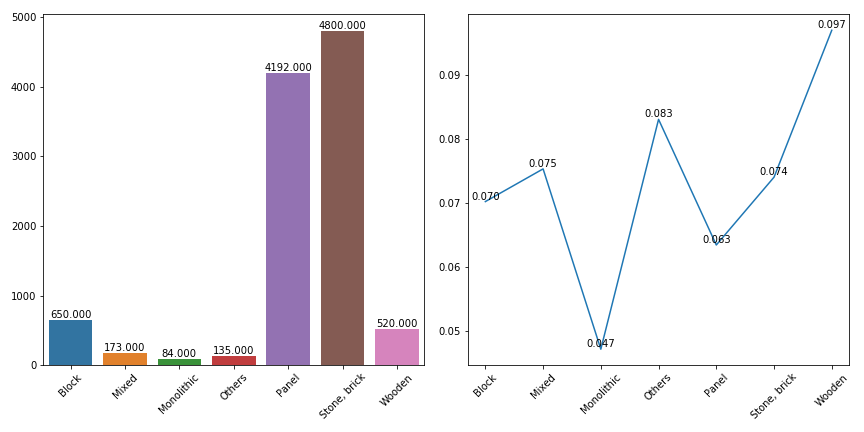 5000
4000
3000
2000
1000
0
650.000
173.000
84.000
135.000
4192.000
4800.000
520.000
Block
Mixed
Monolithic
Others
Panel
Stone, brick
Wooden
0.09
0.08
0.07
0.06
0.05
0.070
0.075
0.047
0.083
0.063
0.074
0.097
Block
Mixed
Monolithic
Others
Panel
Stone, brick
Wooden